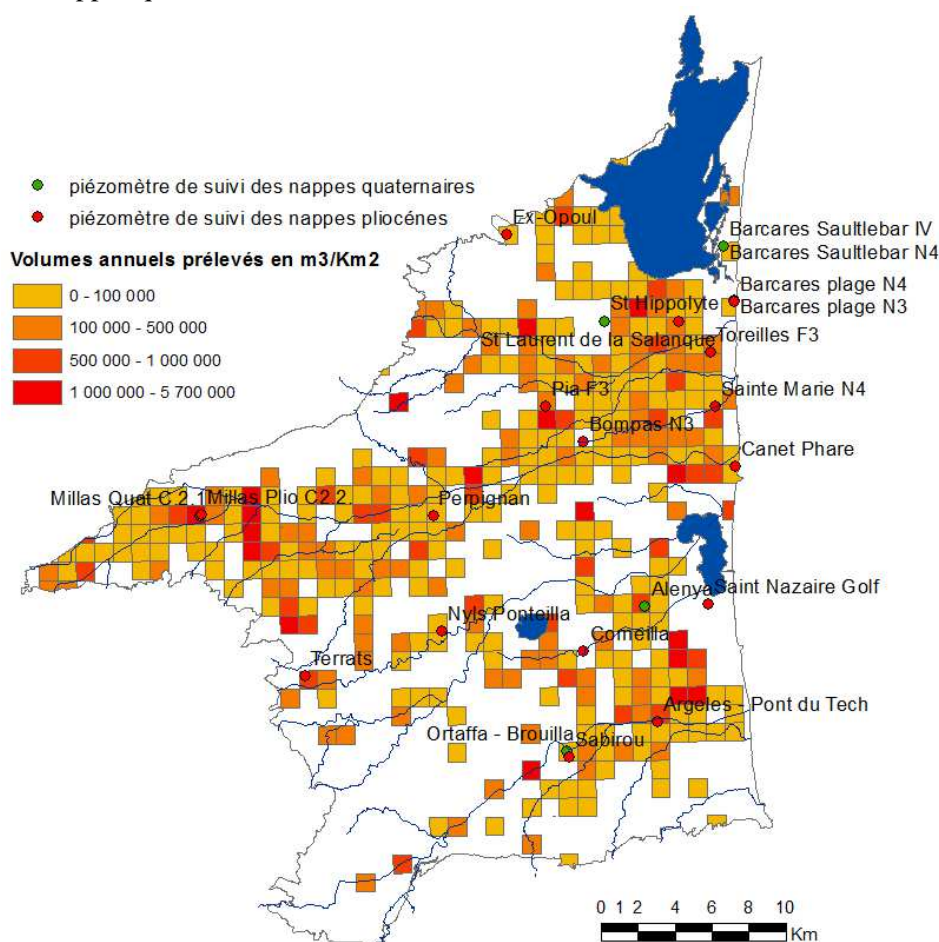 piézomètre de suivi des nappes quaternaires
piézomètre de suivi des nappes pliocénes
Volumes annuels prélevés en m3/Km2
0 - 100 000
100 000 - 500 000
500 000 - 1 000 000
1 000 000 - 5 700 000
Ex-Opoul
Barcares Saultlebar IV
Barcares Saultlebar N4
Barcares plage N4
Barcares plage N3
St Hippolyte
St Laurent de la Salanque
Toreilles F3
Pia F3
Sainte Marie N4
Bompas N3
Canet Phare
Millas Quat C.2.1
Millas Plio C2.2
Perpignan
Alenya
Saint Nazaire Golf
Nyls Ponteilla
Corneilla
Terrats
Argeles - Pont du Tech
Ortaffa - Brouilla
Sabirou
0 1 2 4 6 8 10
Km